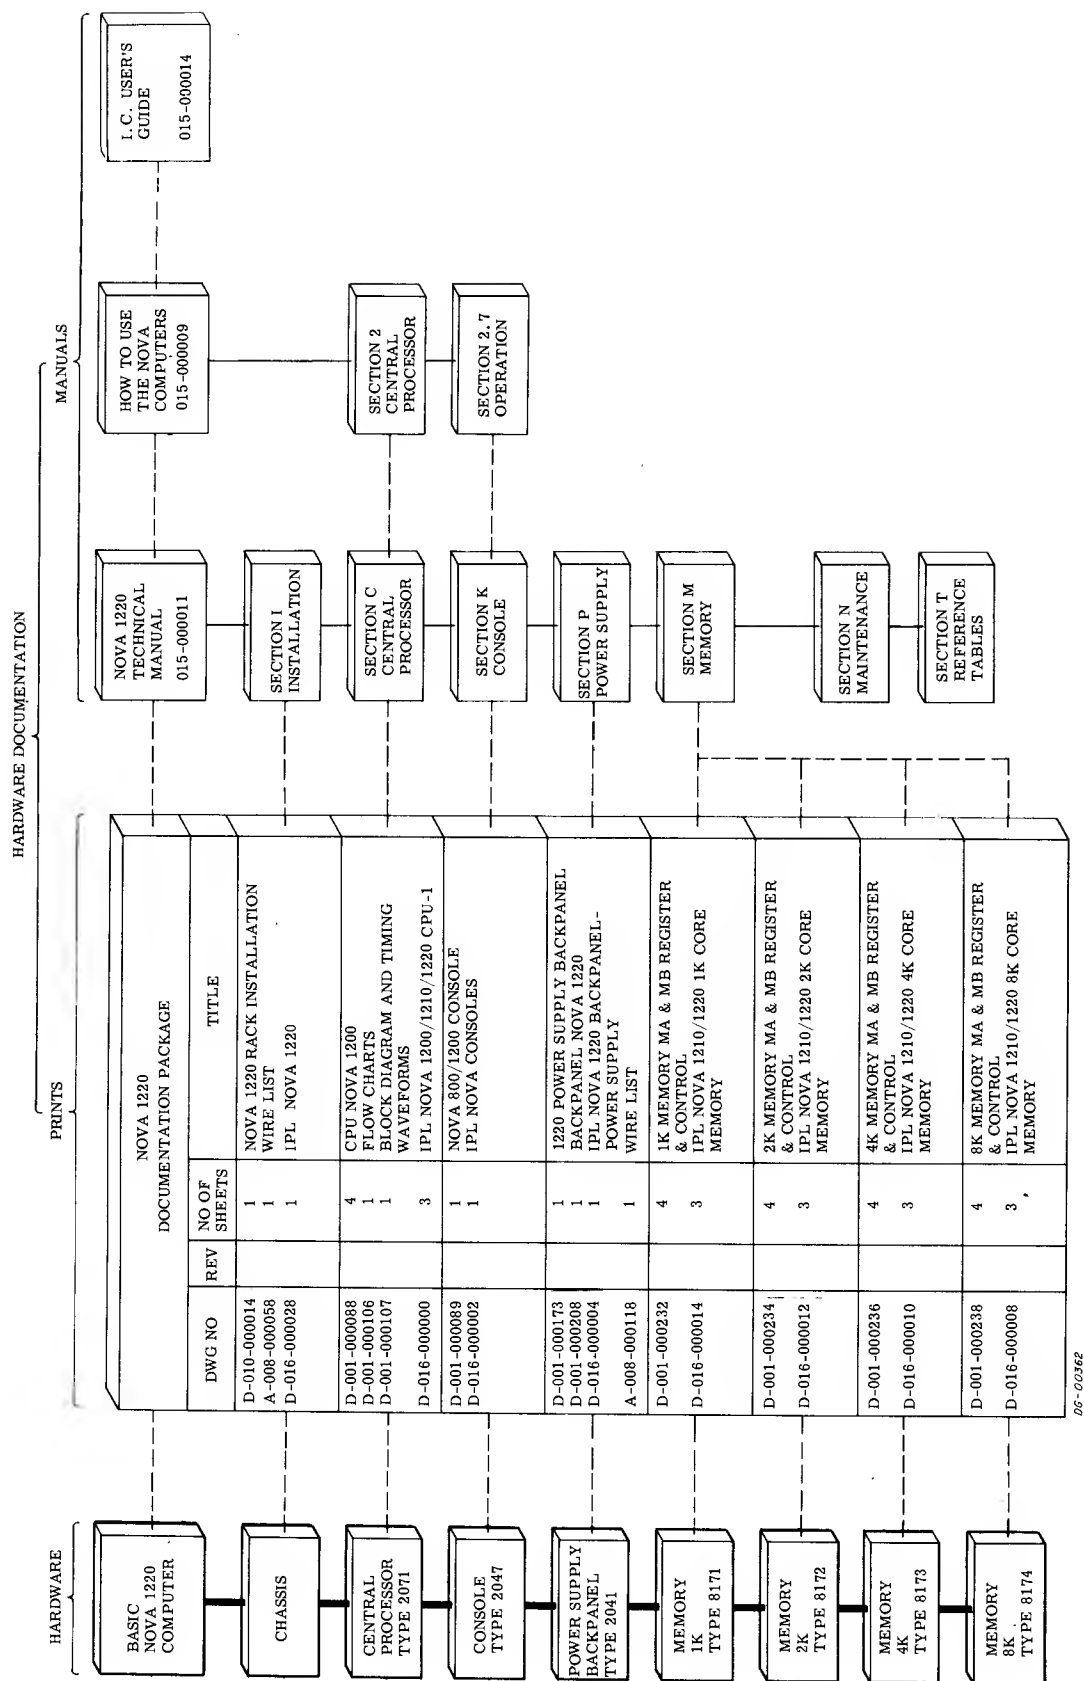 HARDWARE DOCUMENTATION
HARDWARE
PRINTS
MANUALS
BASIC
NOVA 1220
COMPUTER
CHASSIS
CENTRAL
PROCESSOR
TYPE 2071
CONSOLE
TYPE 2047
POWER SUPPLY
BACKPANEL
TYPE 2041
MEMORY
1K
TYPE 8171
MEMORY
2K
TYPE 8172
MEMORY
4K
TYPE 8173
MEMORY
8K
TYPE 8174
NOVA 1220
DOCUMENTATION PACKAGE
DWG NO REV NO OF SHEETS TITLE
D-010-000014 1 NOVA 1220 RACK INSTALLATION
A-008-000058 1 WIRE LIST
D-016-000028 1 IPL NOVA 1220
D-001-000088 4 CPU NOVA 1200
D-001-000106 1 FLOW CHARTS
D-001-000107 1 BLOCK DIAGRAM AND TIMING
WAVEFORMS
D-016-000000 3 IPL NOVA 1200/1210/1220 CPU-1
D-001-000089 1 NOVA 800/1200 CONSOLE
D-016-000002 1 IPL NOVA CONSOLES
D-001-000173 1 1220 POWER SUPPLY BACKPANEL
D-001-000208 1 BACKPANEL NOVA 1220
D-016-000004 1 IPL NOVA 1220 BACKPANEL-
POWER SUPPLY
A-008-000118 1 WIRE LIST
D-001-000232 4 1K MEMORY MA & MB REGISTER
& CONTROL
D-016-000014 3 IPL NOVA 1210/1220 1K CORE
MEMORY
D-001-000234 4 2K MEMORY MA & MB REGISTER
& CONTROL
D-016-000012 3 IPL NOVA 1210/1220 2K CORE
MEMORY
D-001-000236 4 4K MEMORY MA & MB REGISTER
& CONTROL
D-016-000010 3 IPL NOVA 1210/1220 4K CORE
MEMORY
D-001-000238 4 8K MEMORY MA & MB REGISTER
& CONTROL
D-016-000008 3 IPL NOVA 1210/1220 8K CORE
MEMORY
NOVA 1220
TECHNICAL
MANUAL
015-000011
SECTION I
INSTALLATION
SECTION C
CENTRAL
PROCESSOR
SECTION K
CONSOLE
SECTION P
POWER SUPPLY
SECTION M
MEMORY
SECTION N
MAINTENANCE
SECTION T
REFERENCE
TABLES
HOW TO USE
THE NOVA
COMPUTERS
015-000009
SECTION 2
CENTRAL
PROCESSOR
SECTION 2.7
OPERATION
I.C. USER'S
GUIDE
015-000014
DG-00362